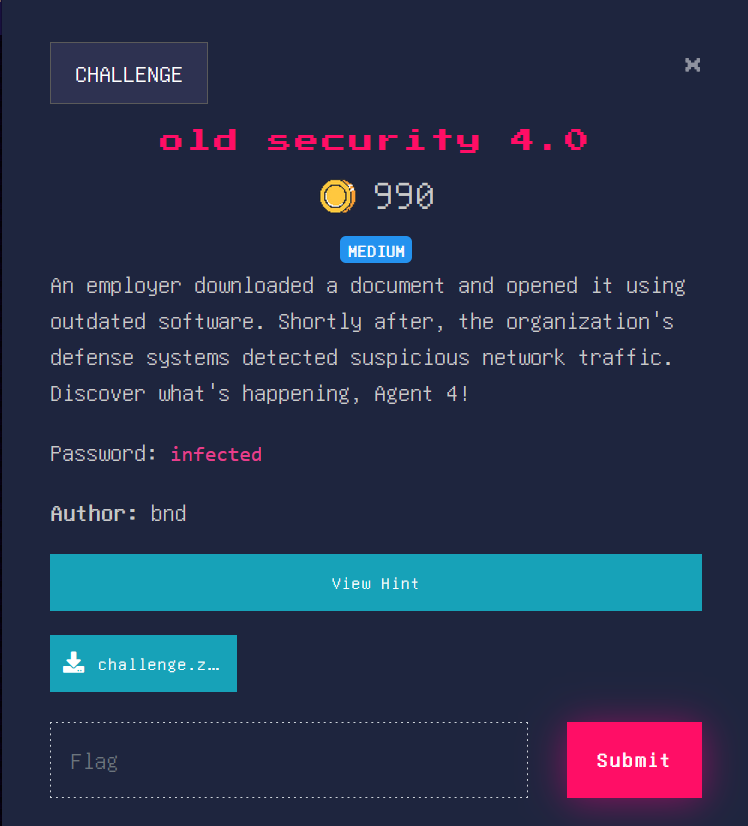 CHALLENGE
×
old security 4.0
990
MEDIUM
An employer downloaded a document and opened it using
outdated software. Shortly after, the organization's
defense systems detected suspicious network traffic.
Discover what's happening, Agent 4!
Password: infected
Author: bnd
View Hint
challenge.z…
Flag
Submit